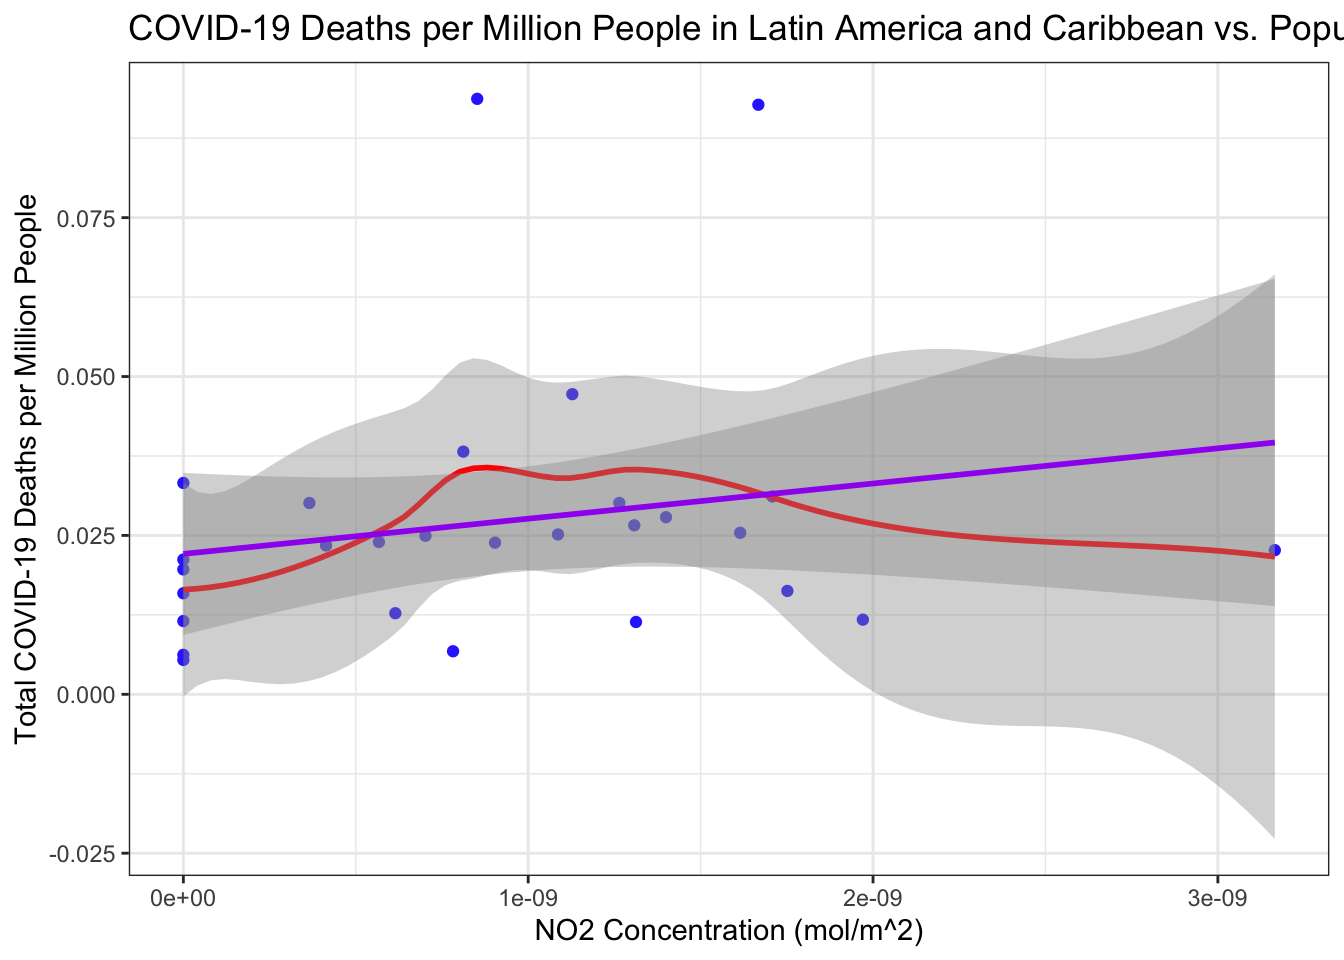 COVID-19 Deaths per Million People in Latin America and Caribbean vs. Popu
Total COVID-19 Deaths per Million People
0.075
0.050
0.025
0.000
-0.025
0e+00 1e-09 2e-09 3e-09
NO2 Concentration (mol/m^2)